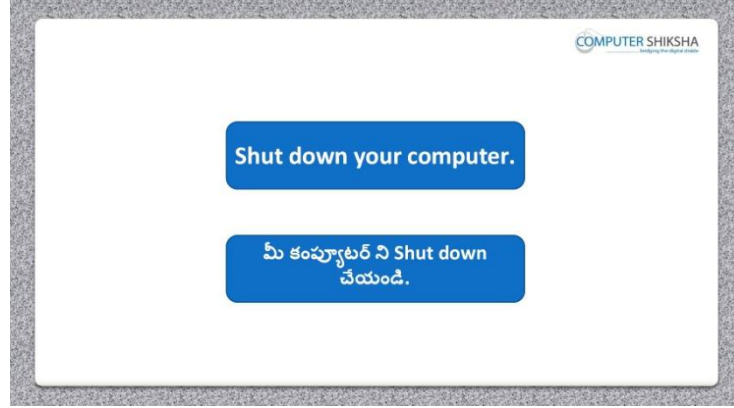 COMPUTER SHIKSHA
bridging the digital divide
Shut down your computer.
మీ కంప్యూటర్ ని Shut down
చేయండి.